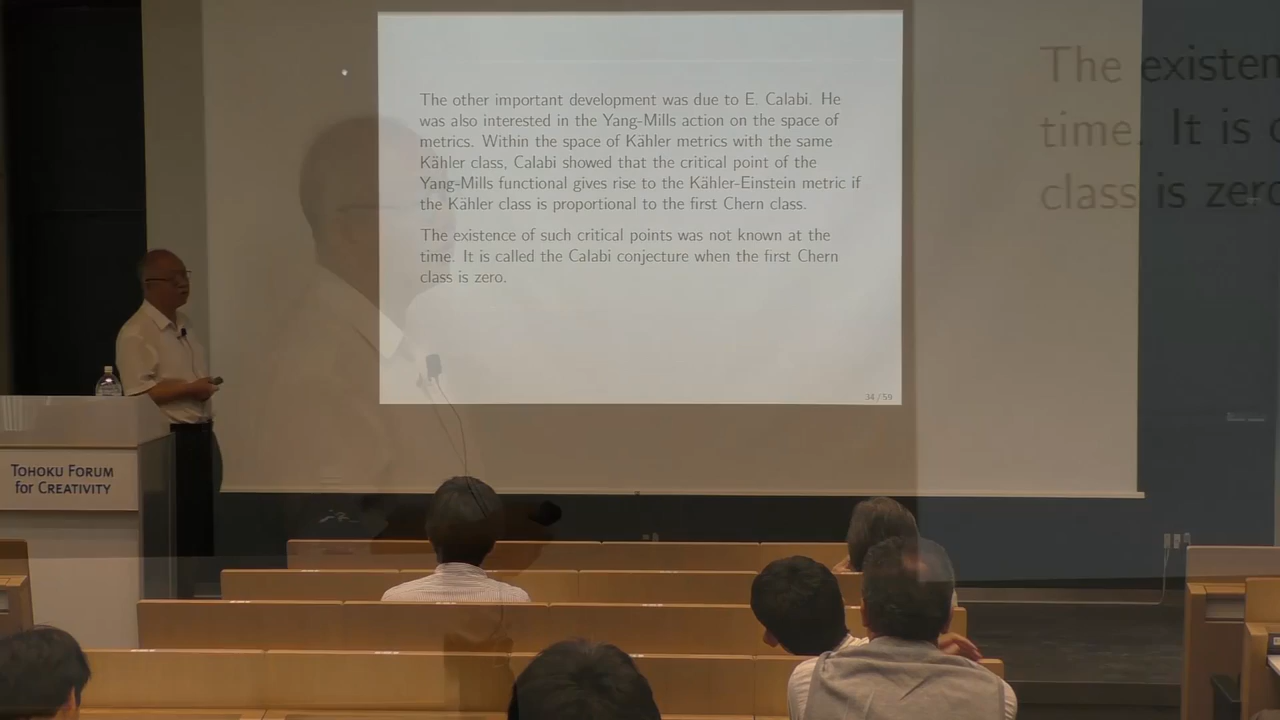 The other important development was due to E. Calabi. He
was also interested in the Yang-Mills action on the space of
metrics. Within the space of Kähler metrics with the same
Kähler class, Calabi showed that the critical point of the
Yang-Mills functional gives rise to the Kähler-Einstein metric if
the Kähler class is proportional to the first Chern class.
The existence of such critical points was not known at the
time. It is called the Calabi conjecture when the first Chern
class is zero.
34 / 59
The existen
time. It is c
class is zero
TOHOKU FORUM
for CREATIVITY